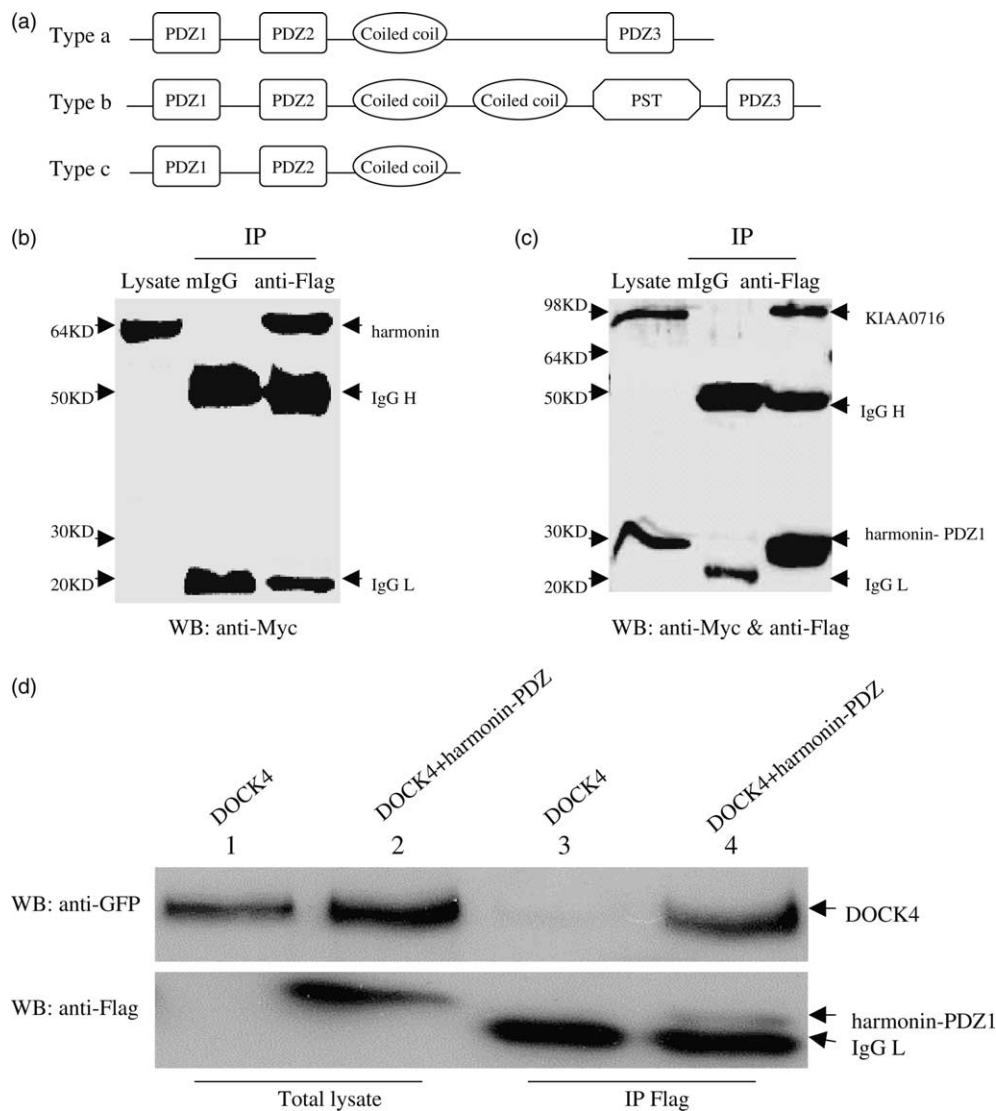 (a)
Type a PDZ1 PDZ2 Coiled coil PDZ3
Type b PDZ1 PDZ2 Coiled coil Coiled coil PST PDZ3
Type c PDZ1 PDZ2 Coiled coil
(b)
IP
Lysate mIgG anti-Flag
64KD harmonin
50KD IgG H
30KD
20KD IgG L
WB: anti-Myc
(c)
IP
Lysate mIgG anti-Flag
98KD KIAA0716
64KD
50KD IgG H
30KD harmonin- PDZ1
20KD IgG L
WB: anti-Myc & anti-Flag
(d)
DOCK4 DOCK4+harmonin-PDZ DOCK4 DOCK4+harmonin-PDZ
1 2 3 4
WB: anti-GFP DOCK4
WB: anti-Flag harmonin-PDZ1
IgG L
Total lysate IP Flag